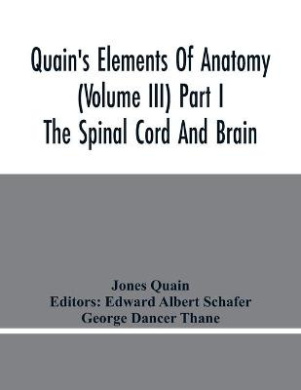 Quain's Elements Of Anatomy
(Volume III) Part I
The Spinal Cord And Brain
Jones Quain
Editors: Edward Albert Schafer
George Dancer Thane